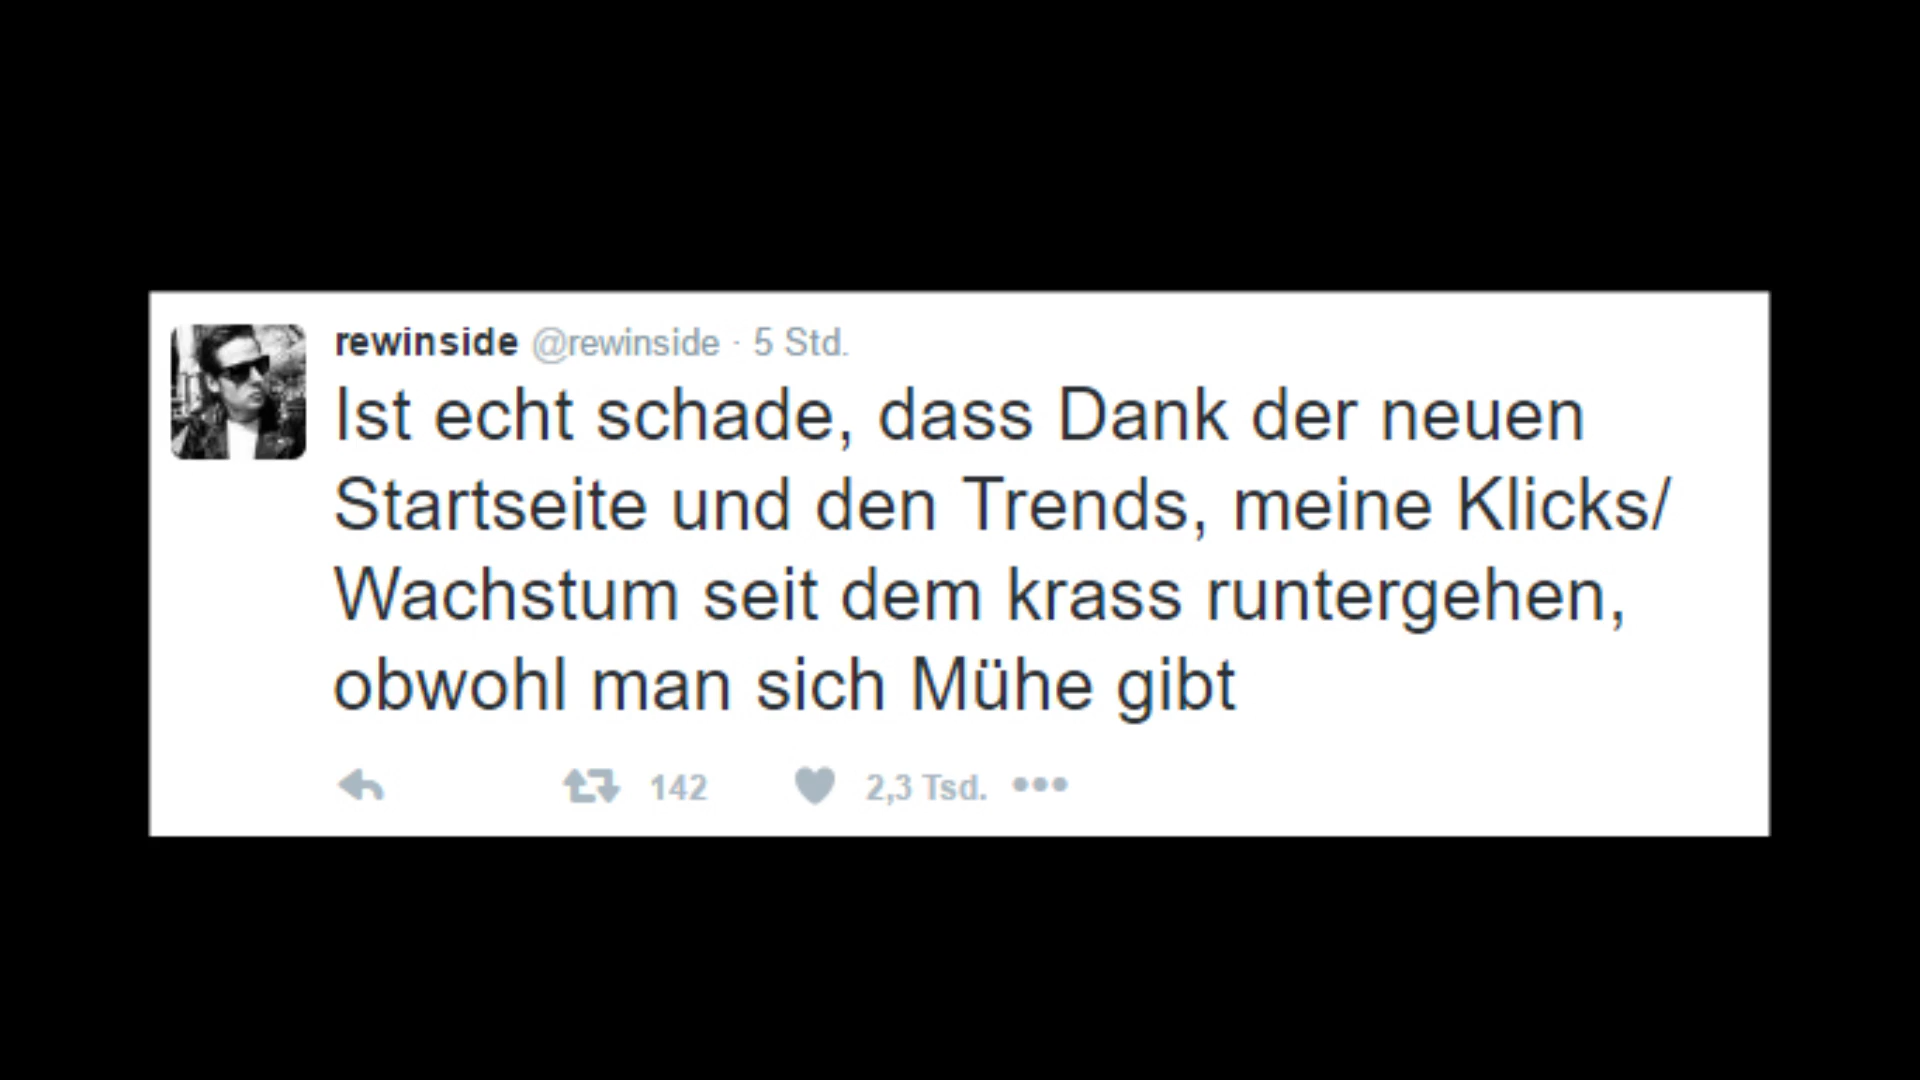 rewinside @rewinside · 5 Std.
Ist echt schade, dass Dank der neuen
Startseite und den Trends, meine Klicks/
Wachstum seit dem krass runtergehen,
obwohl man sich Mühe gibt
142 2,3 Tsd. •••